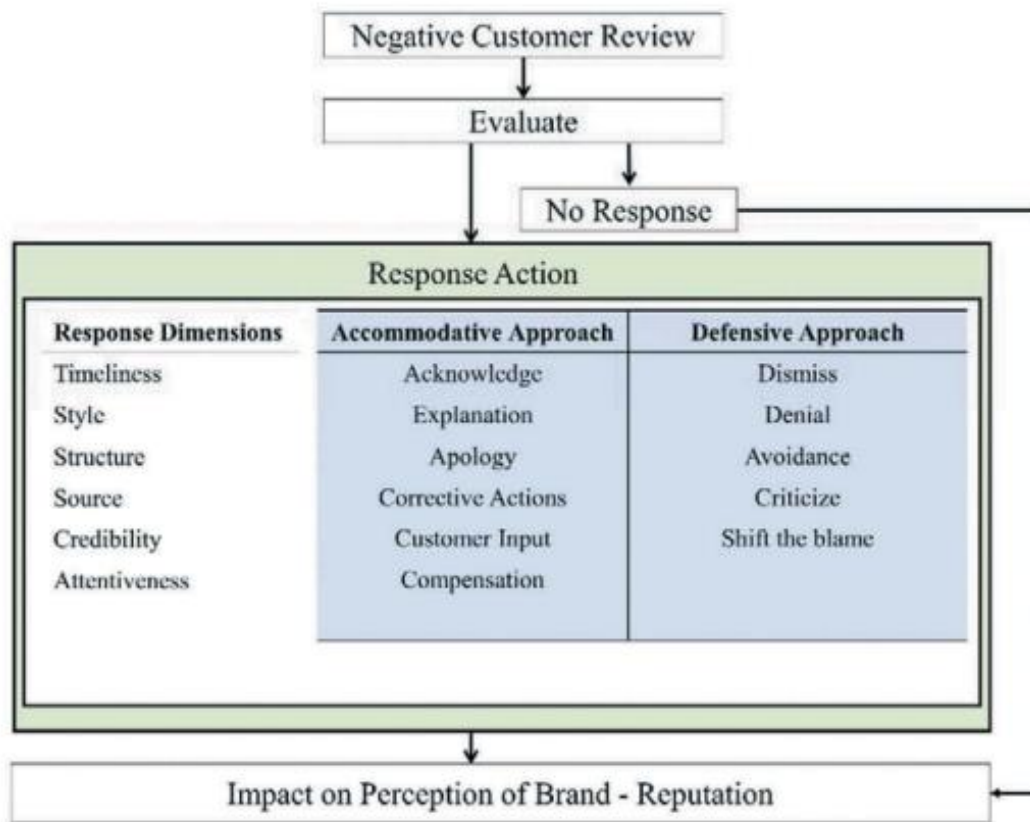 Negative Customer Review
Evaluate
No Response
Response Action
Response Dimensions Accommodative Approach Defensive Approach
Timeliness Acknowledge Dismiss
Style Explanation Denial
Structure Apology Avoidance
Source Corrective Actions Criticize
Credibility Customer Input Shift the blame
Attentiveness Compensation
Impact on Perception of Brand - Reputation